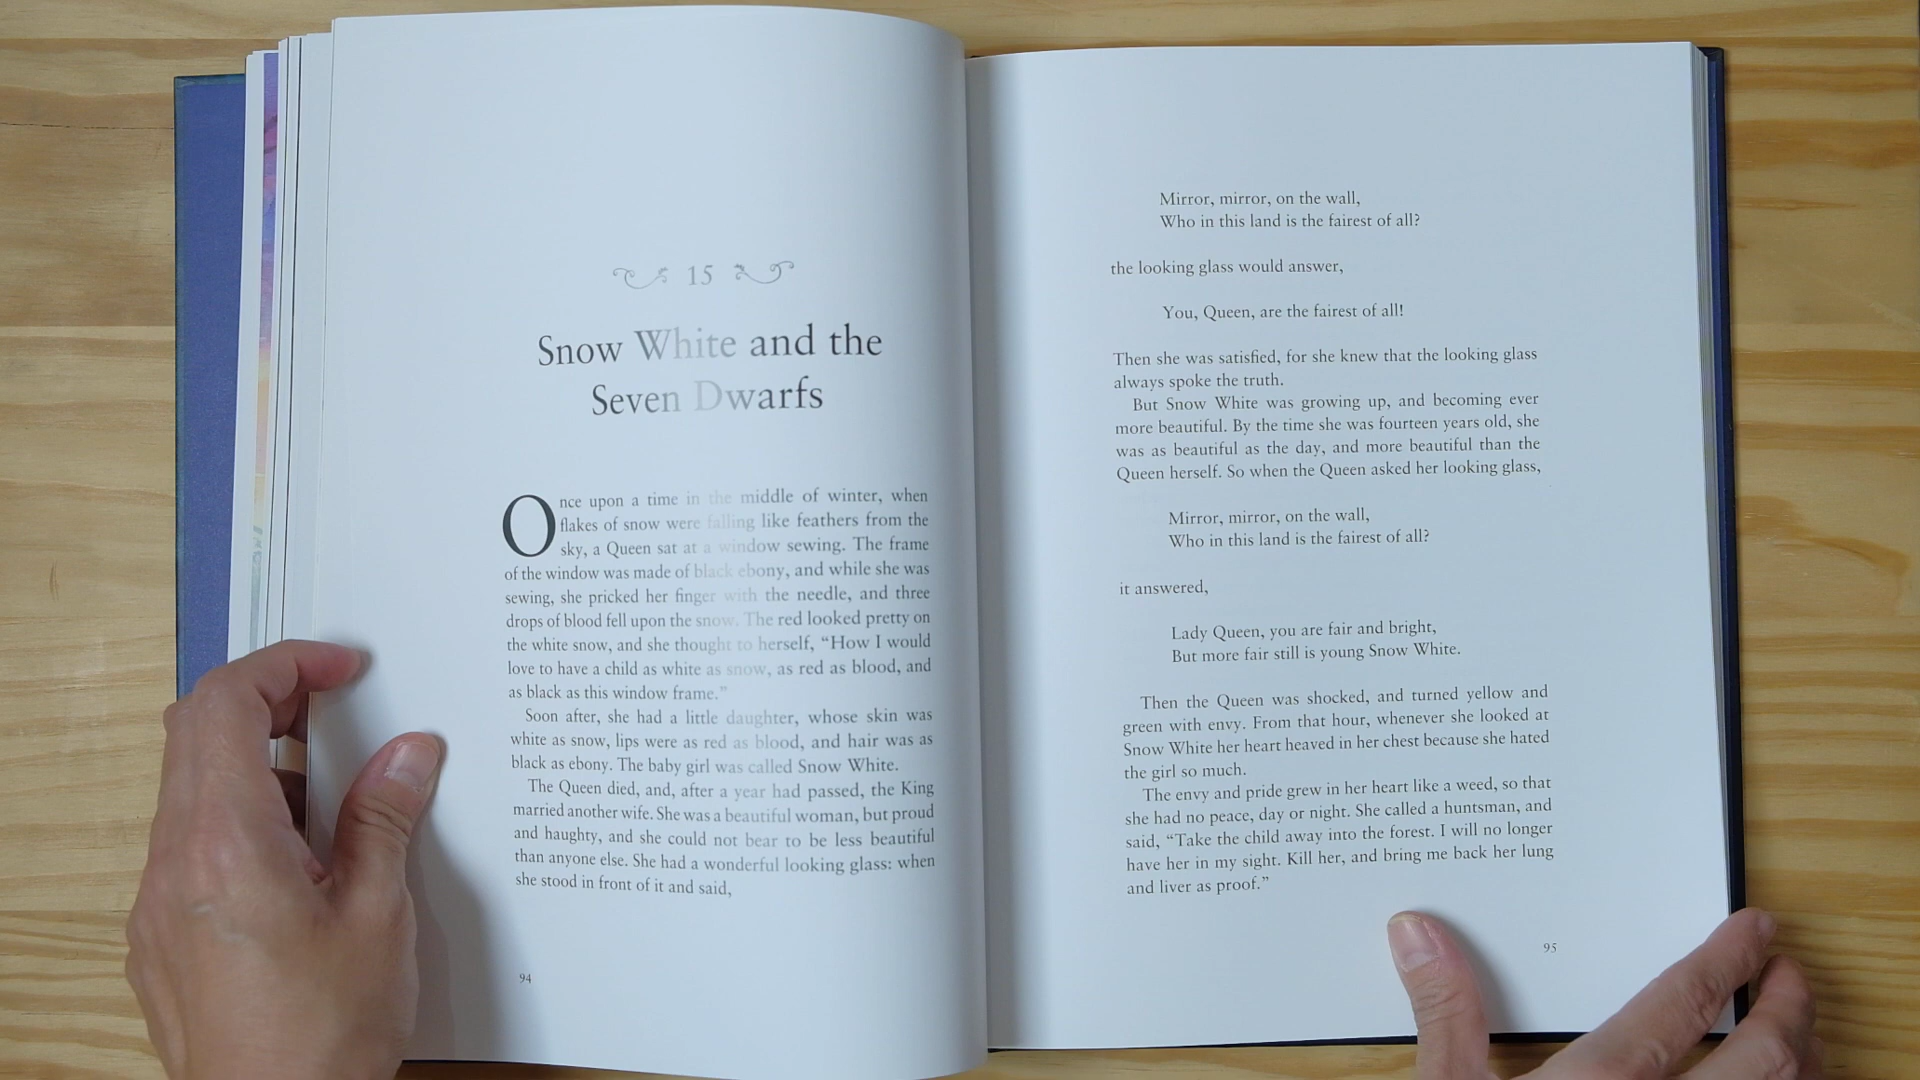 15
Snow White and the
Seven Dwarfs
Once upon a time in the middle of winter, when
flakes of snow were falling like feathers from the
sky, a Queen sat at a window sewing. The frame
of the window was made of black ebony, and while she was
sewing, she pricked her finger with the needle, and three
drops of blood fell upon the snow. The red looked pretty on
the white snow, and she thought to herself, “How I would
love to have a child as white as snow, as red as blood, and
as black as this window frame.”
Soon after, she had a little daughter, whose skin was
white as snow, lips were as red as blood, and hair was as
black as ebony. The baby girl was called Snow White.
The Queen died, and, after a year had passed, the King
married another wife. She was a beautiful woman, but proud
and haughty, and she could not bear to be less beautiful
than anyone else. She had a wonderful looking glass: when
she stood in front of it and said,
94
Mirror, mirror, on the wall,
Who in this land is the fairest of all?
the looking glass would answer,
You, Queen, are the fairest of all!
Then she was satisfied, for she knew that the looking glass
always spoke the truth.
But Snow White was growing up, and becoming ever
more beautiful. By the time she was fourteen years old, she
was as beautiful as the day, and more beautiful than the
Queen herself. So when the Queen asked her looking glass,
Mirror, mirror, on the wall,
Who in this land is the fairest of all?
it answered,
Lady Queen, you are fair and bright,
But more fair still is young Snow White.
Then the Queen was shocked, and turned yellow and
green with envy. From that hour, whenever she looked at
Snow White her heart heaved in her chest because she hated
the girl so much.
The envy and pride grew in her heart like a weed, so that
she had no peace, day or night. She called a huntsman, and
said, “Take the child away into the forest. I will no longer
have her in my sight. Kill her, and bring me back her lung
and liver as proof.”
95